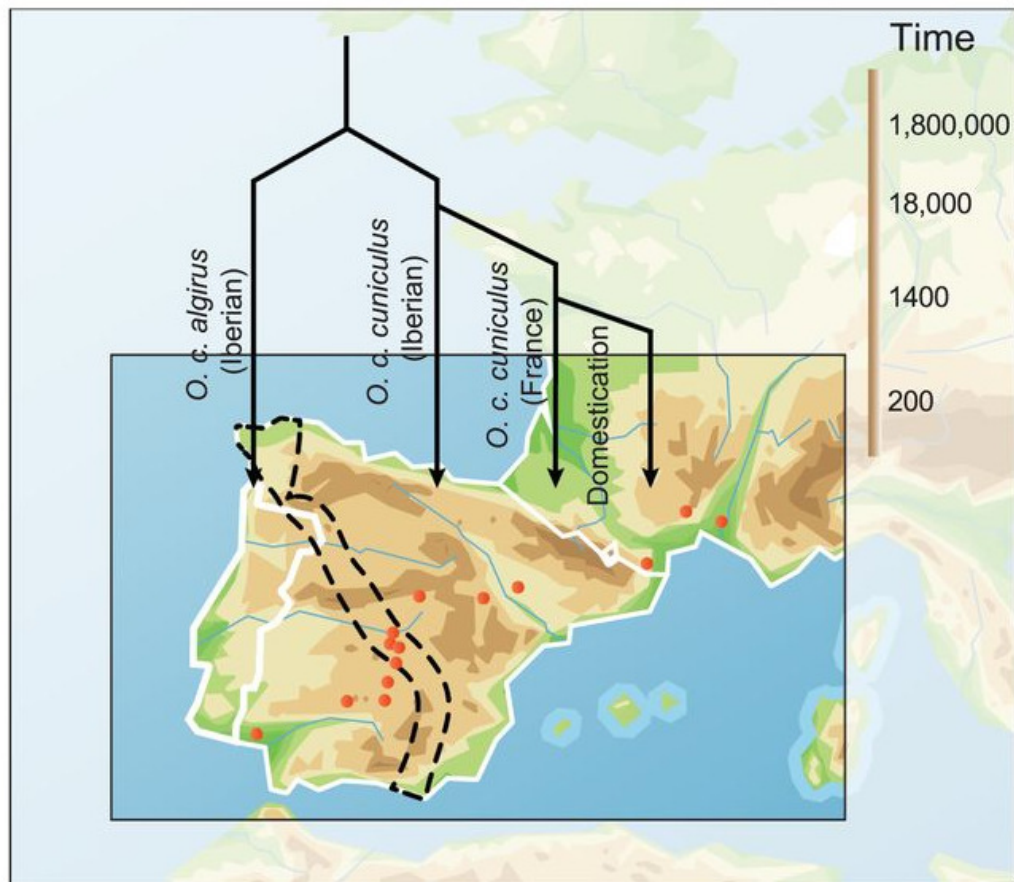 Time
1,800,000
18,000
1400
200
O. c. algirus
(Iberian)
O. c. cuniculus
(Iberian)
O. c. cuniculus
(France)
Domestication